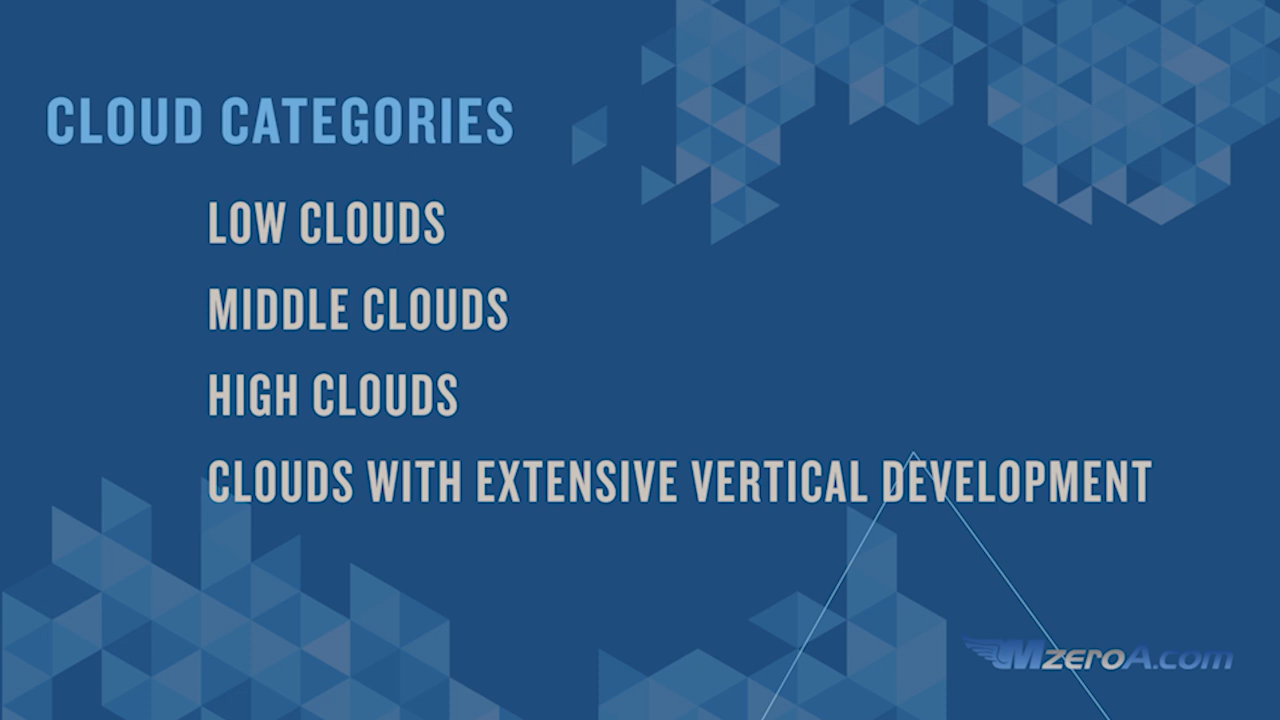 CLOUD CATEGORIES
LOW CLOUDS
MIDDLE CLOUDS
HIGH CLOUDS
CLOUDS WITH EXTENSIVE VERTICAL DEVELOPMENT
MzeroA.com